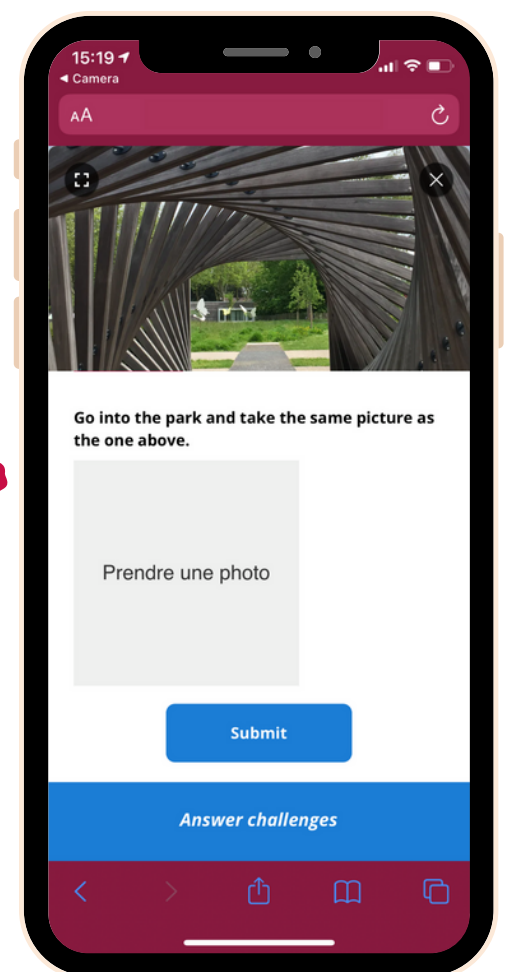 15:19
◀ Camera
AA
Go into the park and take the same picture as
the one above.
Prendre une photo
Submit
Answer challenges